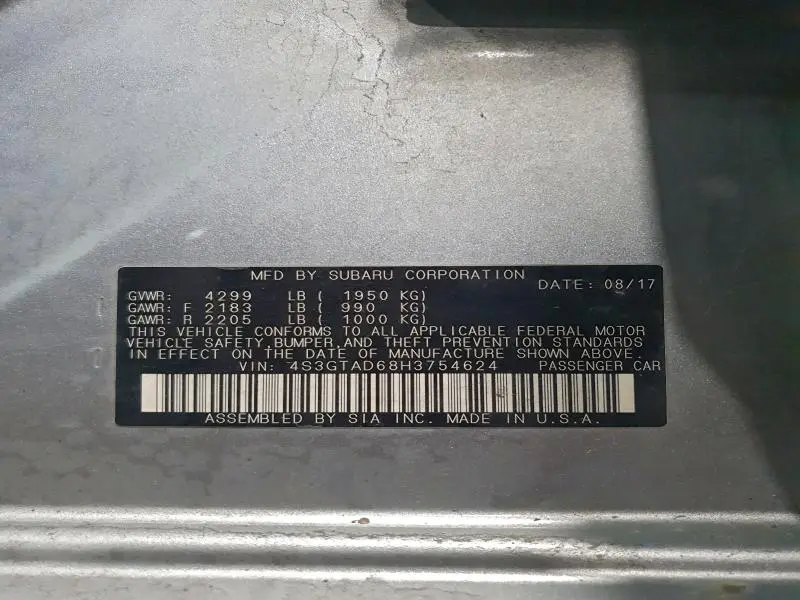 MFD BY SUBARU CORPORATION
DATE: 08/17
GVWR: 4299 LB ( 1950 KG)
GAWR: F 2183 LB ( 990 KG)
GAWR: R 2205 LB ( 1000 KG)
THIS VEHICLE CONFORMS TO ALL APPLICABLE FEDERAL MOTOR
VEHICLE SAFETY, BUMPER, AND THEFT PREVENTION STANDARDS
IN EFFECT ON THE DATE OF MANUFACTURE SHOWN ABOVE.
VIN: 4S3GTAD68H3754624 PASSENGER CAR
ASSEMBLED BY SIA INC. MADE IN U.S.A.